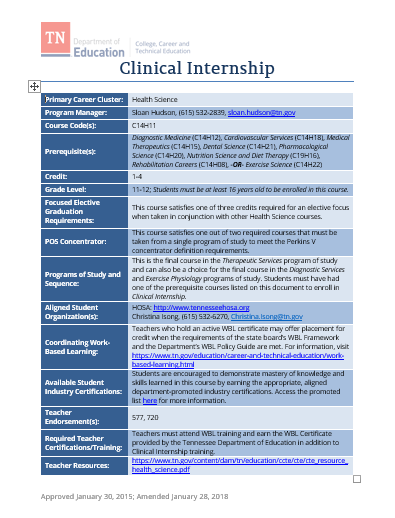 TN
Department of
Education
College, Career and
Technical Education
Clinical Internship
Primary Career Cluster: Health Science
Program Manager: Sloan Hudson, (615) 532-2839, sloan.hudson@tn.gov
Course Code(s): C14H11
Prerequisite(s): Diagnostic Medicine (C14H12), Cardiovascular Services (C14H18), Medical
Therapeutics (C14H15), Dental Science (C14H21), Pharmacological
Science (C14H20), Nutrition Science and Diet Therapy (C19H16),
Rehabilitation Careers (C14H08), -OR- Exercise Science (C14H22)
Credit: 1-4
Grade Level: 11-12; Students must be at least 16 years old to be enrolled in this course.
Focused Elective
Graduation
Requirements:
This course satisfies one of three credits required for an elective focus
when taken in conjunction with other Health Science courses.
POS Concentrator:
This course satisfies one out of two required courses that must be
taken from a single program of study to meet the Perkins V
concentrator definition requirements.
Programs of Study and
Sequence:
This is the final course in the Therapeutic Services program of study
and can also be a choice for the final course in the Diagnostic Services
and Exercise Physiology programs of study. Students must have had
one of the prerequisite courses listed on this document to enroll in
Clinical Internship.
Aligned Student
Organization(s):
HOSA: http://www.tennesseehosa.org
Christina Isong, (615) 532-6270, Christina.Isong@tn.gov
Coordinating Work-
Based Learning:
Teachers who hold an active WBL certificate may offer placement for
credit when the requirements of the state board's WBL Framework
and the Department's WBL Policy Guide are met. For information, visit
https://www.tn.gov/education/career-and-technical-education/work-
based-learning.html
Available Student
Industry Certifications:
Students are encouraged to demonstrate mastery of knowledge and
skills learned in this course by earning the appropriate, aligned
department-promoted industry certifications. Access the promoted
list here for more information.
Teacher
Endorsement(s):
577, 720
Required Teacher
Certifications/Training:
Teachers must attend WBL training and earn the WBL Certificate
provided by the Tennessee Department of Education in addition to
Clinical Internship training.
Teacher Resources:
https://www.tn.gov/content/dam/tn/education/ccte/cte/cte_resource_
health_science.pdf
Approved January 30, 2015; Amended January 28, 2018